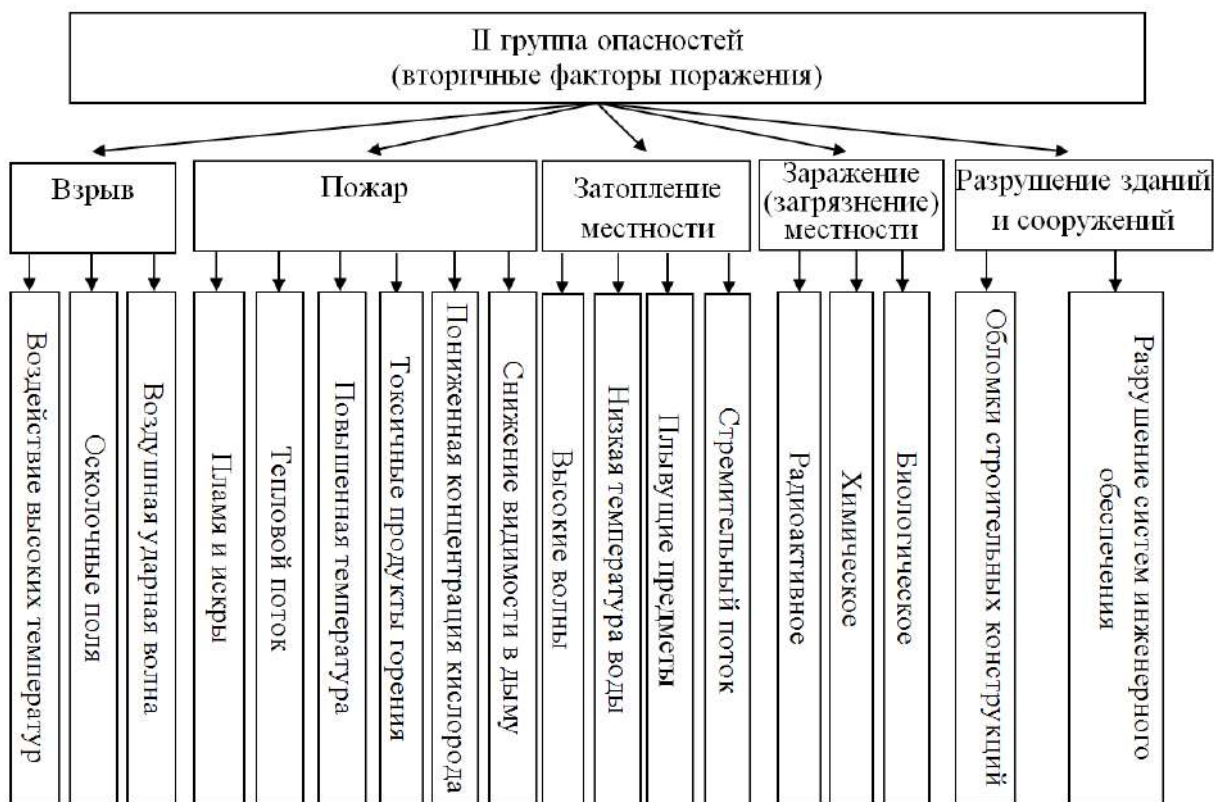 II группа опасностей
(вторичные факторы поражения)
Взрыв
Пожар
Затопление
местности
Заражение
(загрязнение)
местности
Разрушение зданий
и сооружений
Воздействие высоких температур
Осколочные поля
Воздушная ударная волна
Пламя и искры
Тепловой поток
Повышенная температура
Токсичные продукты горения
Пониженная концентрация кислорода
Снижение видимости в дыму
Высокие волны
Низкая температура воды
Плывущие предметы
Стремительный поток
Радиоактивное
Химическое
Биологическое
Обломки строительных конструкций
Разрушение систем инженерного
обеспечения